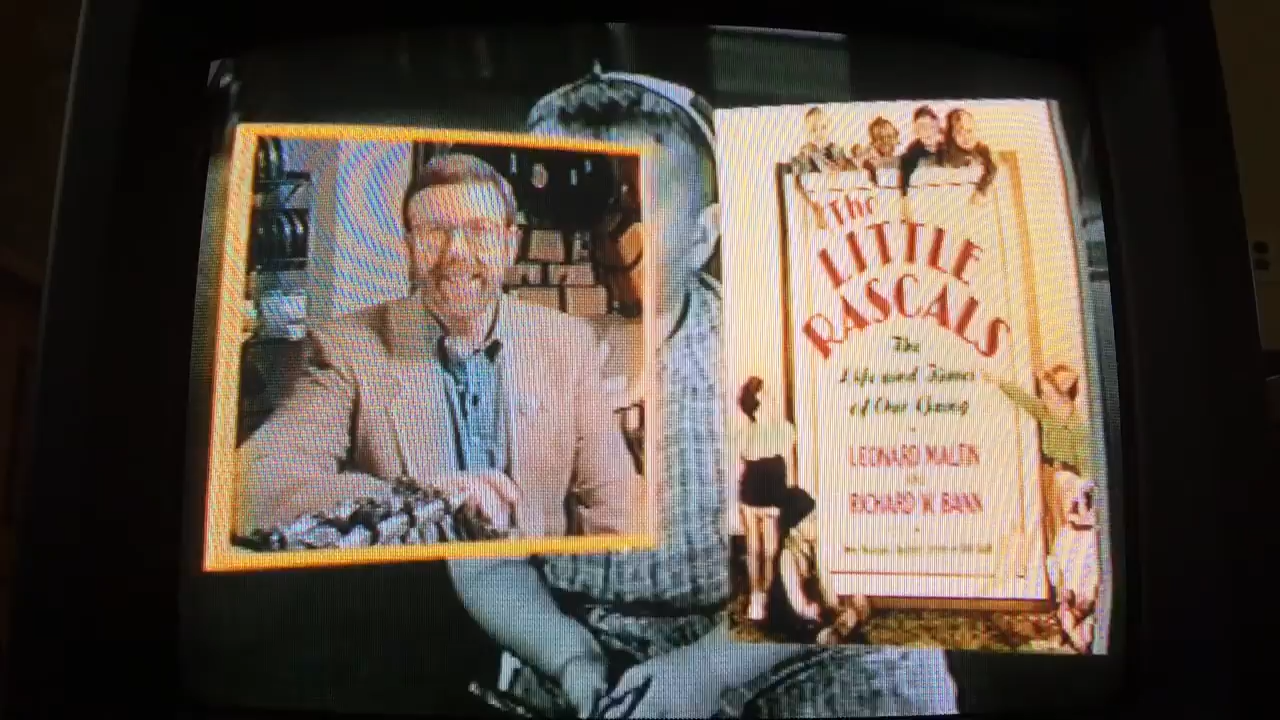 The
LITTLE
RASCALS
The
Life and Times
of Our Gang
LEONARD MALTIN
RICHARD W. BANN